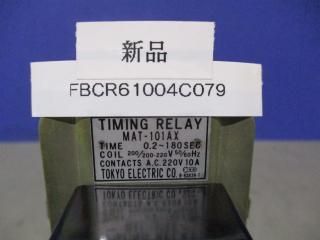 新品
FBCR61004C079
TIMING RELAY
MAT-101AX
TIME 0.2~180SEC
COIL 200/200-220V 50/60Hz
CONTACTS A.C.220V 10A
TOKYO ELECTRIC CO.